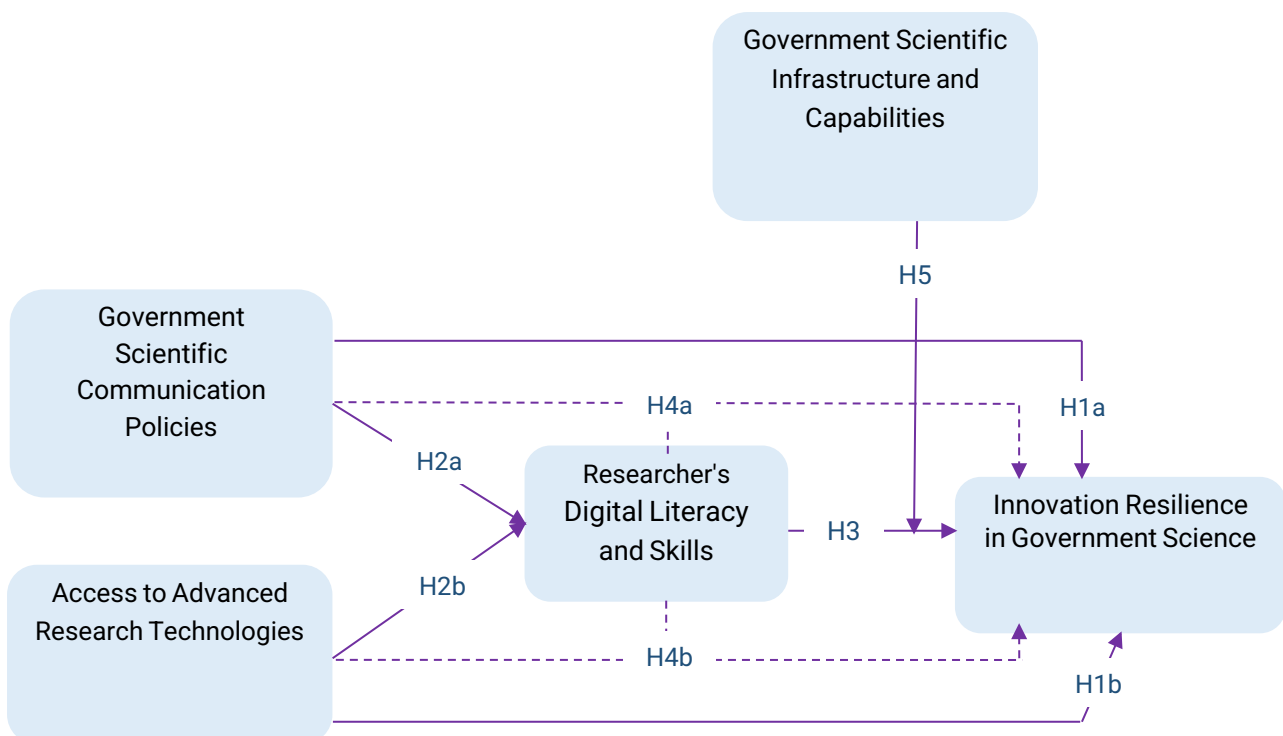 Government Scientific
Infrastructure and
Capabilities
H5
Government
Scientific
Communication
Policies
H4a
H1a
H2a
Researcher's
Digital Literacy
and Skills
Innovation Resilience
in Government Science
H3
Access to Advanced
Research Technologies
H2b
H4b
H1b